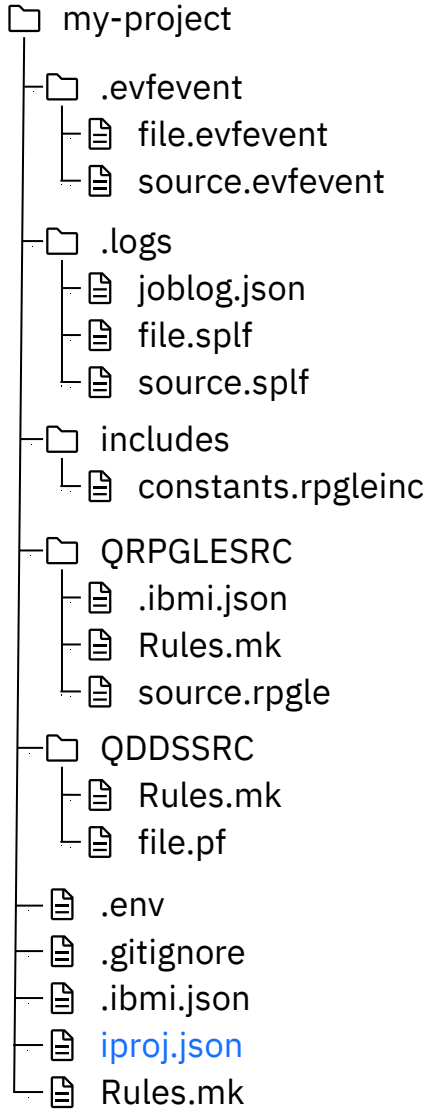 my-project
.evfevent
file.evfevent
source.evfevent
.logs
joblog.json
file.splf
source.splf
includes
constants.rpgleinc
QRPGLESRC
.ibmi.json
Rules.mk
source.rpgle
QDDSSRC
Rules.mk
file.pf
.env
.gitignore
.ibmi.json
iproj.json
Rules.mk